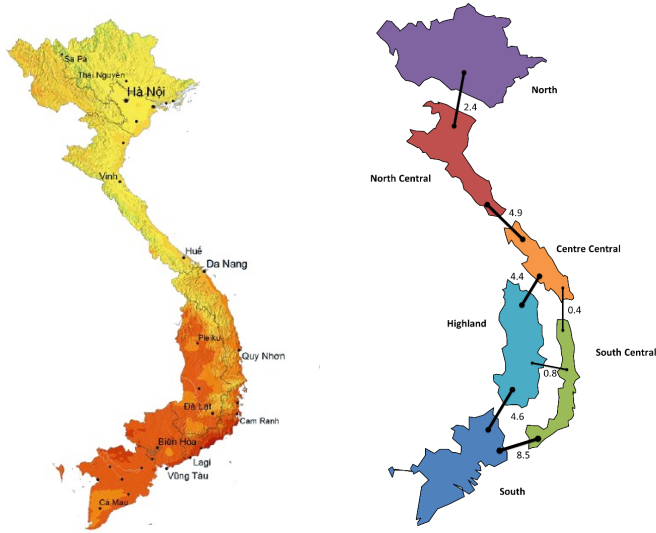 Sa Pả
Thái Nguyên
Hà Nội
Vinh
Huế
Da Nang
Pleiku
Quy Nhơn
Đà Lạt
Cam Ranh
Biên Hòa
Lagi
Vũng Tàu
Cà Mau
North
2.4
North Central
4.9
Centre Central
4.4
0.4
Highland
South Central
0.8
4.6
8.5
South